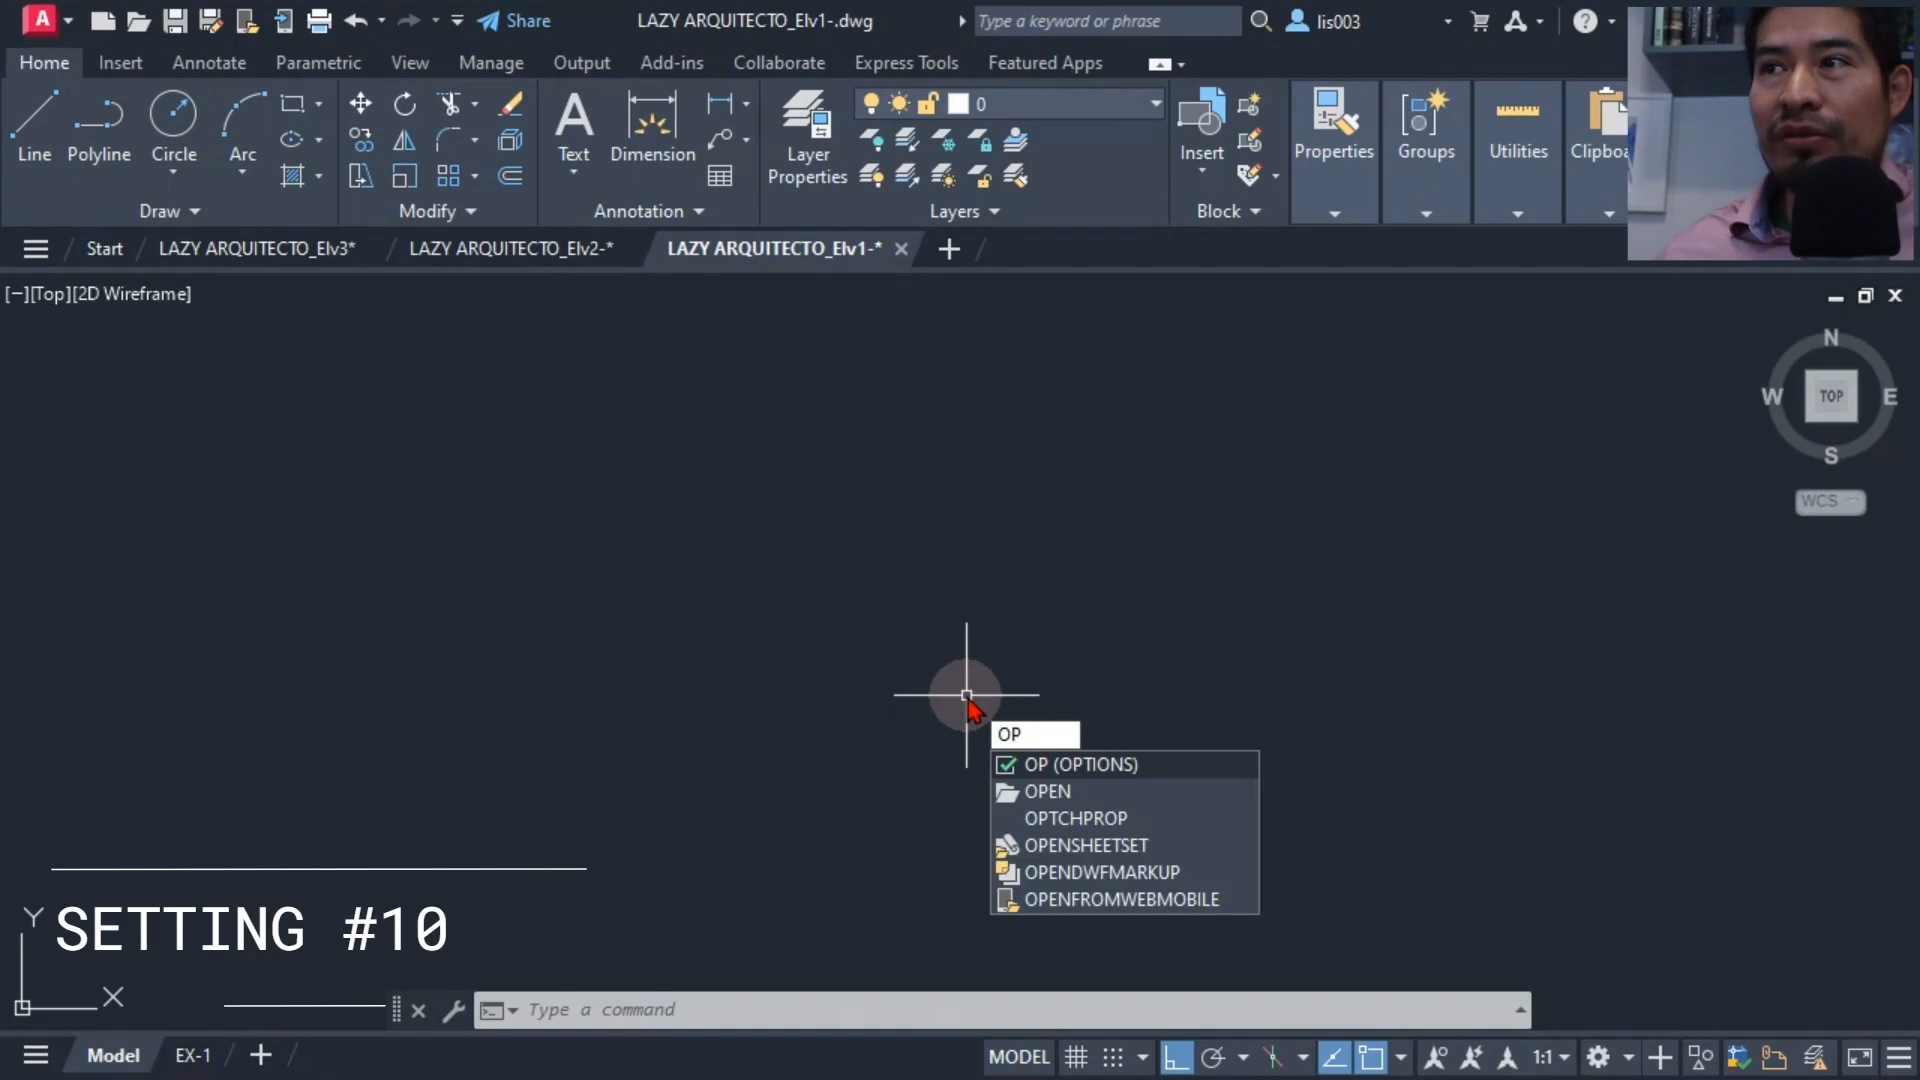 A
Share
LAZY ARQUITECTO_Elv1-.dwg
Type a keyword or phrase
lis003
?
Home
Insert
Annotate
Parametric
View
Manage
Output
Add-ins
Collaborate
Express Tools
Featured Apps
Line
Polyline
Circle
Arc
A
Text
Dimension
Layer
Properties
0
Insert
Properties
Groups
Utilities
Clipboa
Draw
Modify
Annotation
Layers
Block
Start
LAZY ARQUITECTO_Elv3*
LAZY ARQUITECTO_Elv2-*
LAZY ARQUITECTO_Elv1-*
[−][Top][2D Wireframe]
N
W
TOP
E
S
WCS
OP
OP (OPTIONS)
OPEN
OPTCHPROP
OPENSHEETSET
OPENDWFMARKUP
OPENFROMWEBMOBILE
Y
SETTING #10
X
Type a command
Model
EX-1
MODEL
1:1